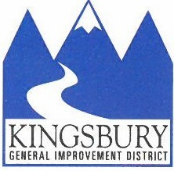 KINGSBURY
GENERAL IMPROVEMENT DISTRICT